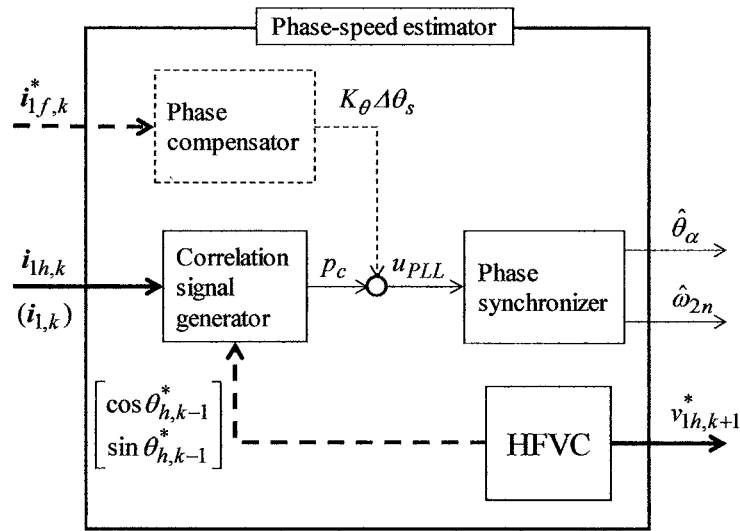 Phase-speed estimator
i*1f,k
Phase
compensator
KθΔθs
i1h,k
(i1,k)
Correlation
signal
generator
pc
uPLL
Phase
synchronizer
θ̂α
ω̂2n
[cos θ*h,k−1]
[sin θ*h,k−1]
HFVC
v*1h,k+1